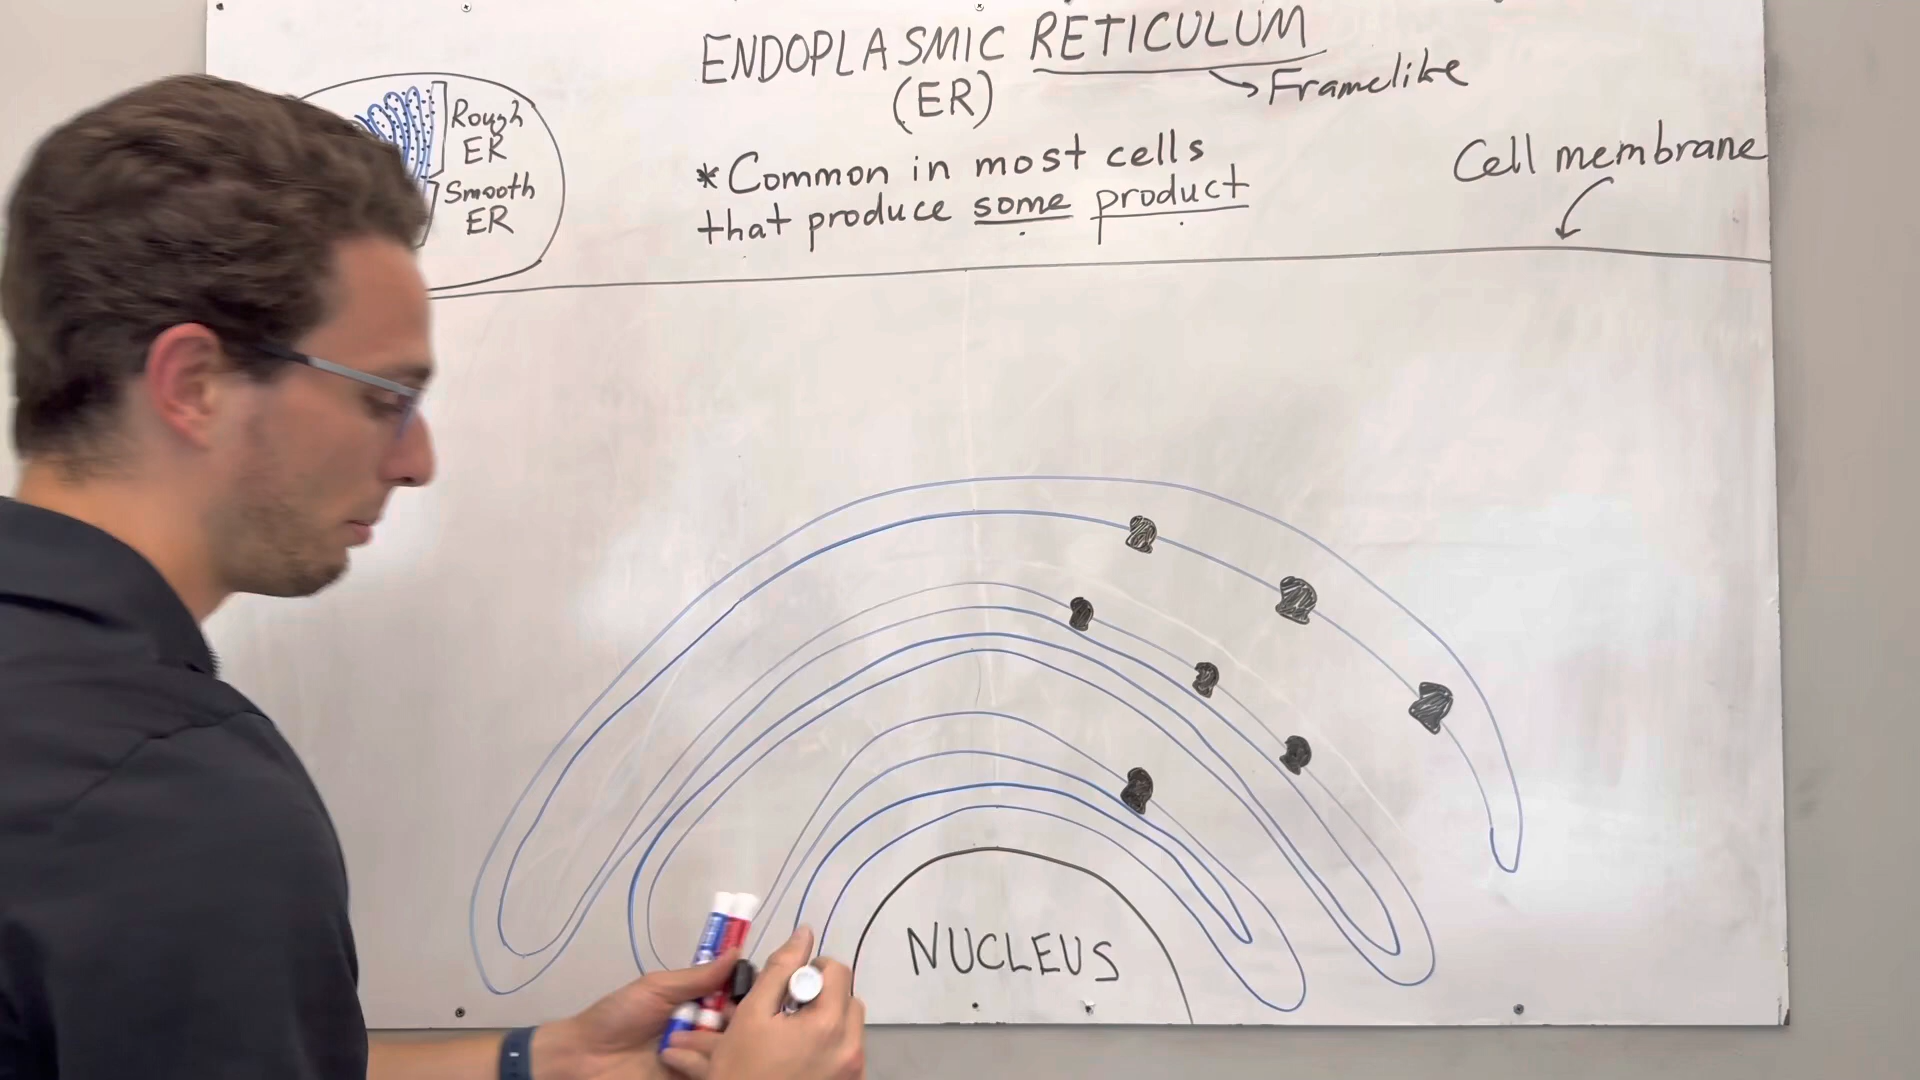 ENDOPLASMIC RETICULUM
(ER)
Framelike
Rough
ER
Smooth
ER
*Common in most cells
that produce some product
Cell membrane
NUCLEUS